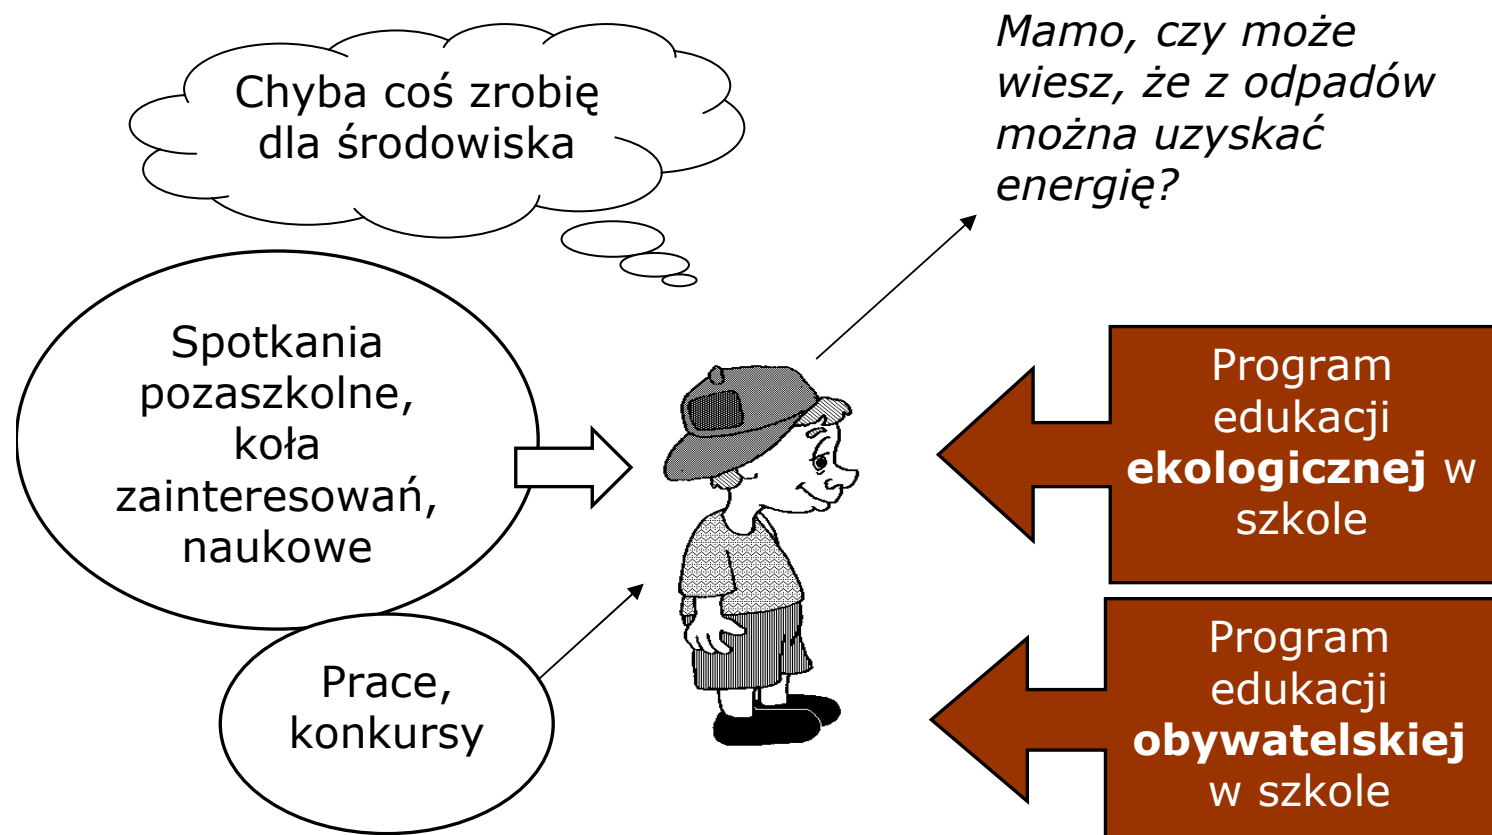 Chyba coś zrobię
dla środowiska
Mamo, czy może
wiesz, że z odpadów
można uzyskać
energię?
Spotkania
pozaszkolne,
koła
zainteresowań,
naukowe
Prace,
konkursy
Program
edukacji
ekologicznej w
szkole
Program
edukacji
obywatelskiej
w szkole